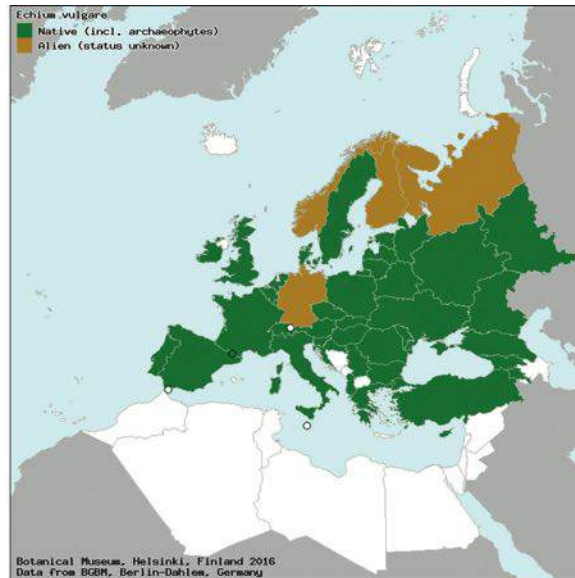 Echium vulgare
Native (incl. archaeophytes)
Alien (status unknown)
Botanical Museum, Helsinki, Finland 2016
Data from BGBM, Berlin-Dahlem, Germany